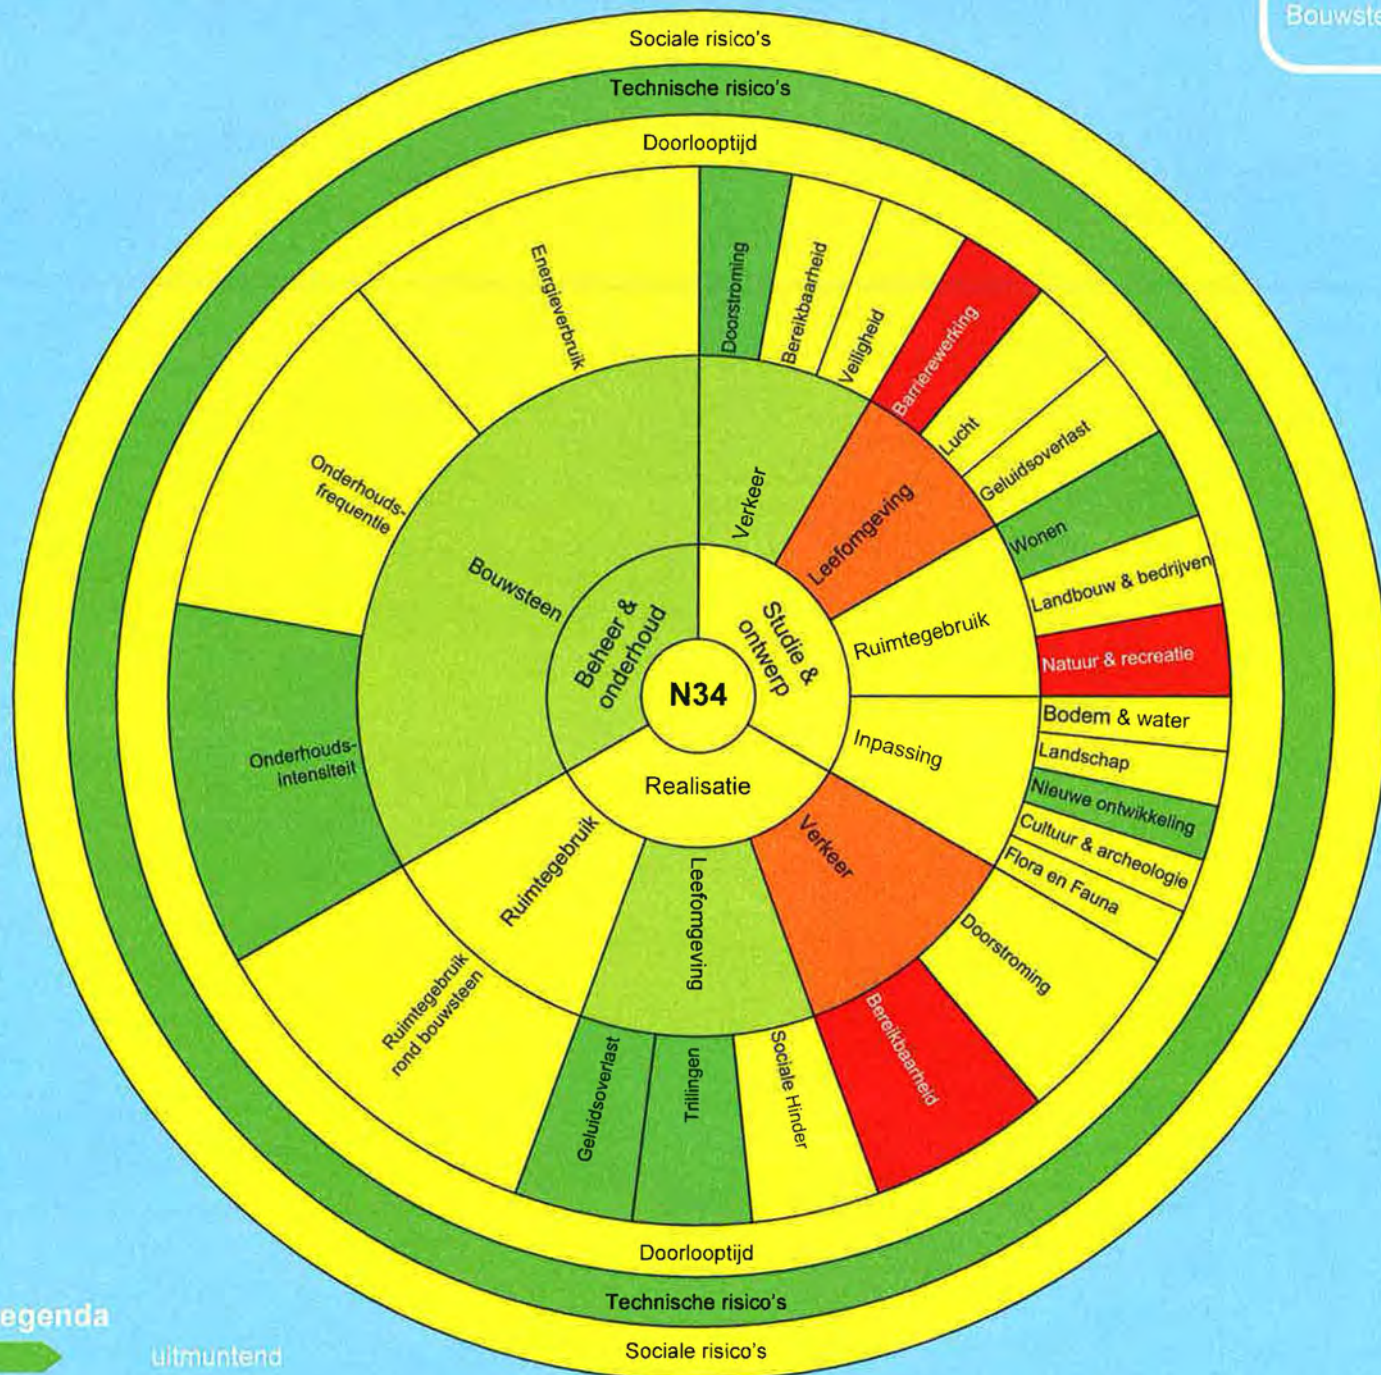 Sociale risico's
Technische risico's
Doorlooptijd
Energieverbruik
Doorstroming
Bereikbaarheid
Veiligheid
Barrierewerking
Lucht
Geluidsoverlast
Wonen
Landbouw & bedrijven
Natuur & recreatie
Bodem & water
Landschap
Nieuwe ontwikkeling
Cultuur & archeologie
Flora en Fauna
Doorstroming
Bereikbaarheid
Sociale Hinder
Trillingen
Geluidsoverlast
Ruimtegebruik
rond bouwsteen
Onderhouds-
intensiteit
Onderhouds-
frequentie
Verkeer
Leefomgeving
Ruimtegebruik
Inpassing
Verkeer
Leefomgeving
Ruimtegebruik
Bouwsteen
Studie &
ontwerp
Realisatie
Beheer &
onderhoud
N34
Doorlooptijd
Technische risico's
Sociale risico's
egenda
uitmuntend